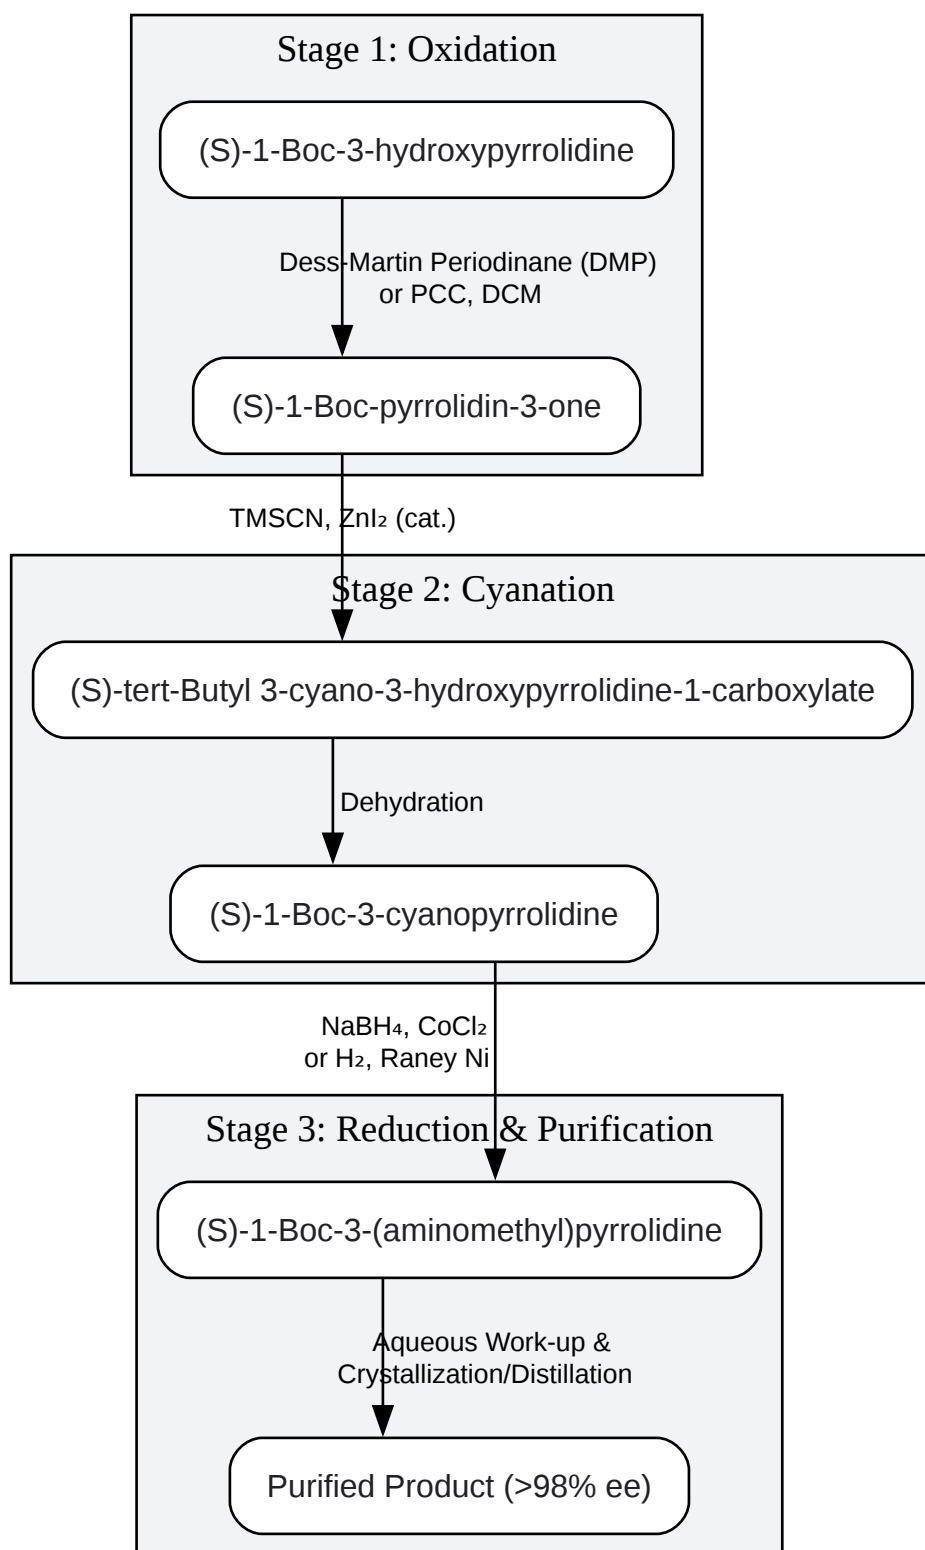 Stage 1: Oxidation
(S)-1-Boc-3-hydroxypyrrolidine
Dess-Martin Periodinane (DMP)
or PCC, DCM
(S)-1-Boc-pyrrolidin-3-one
TMSCN, ZnI₂ (cat.)
Stage 2: Cyanation
(S)-tert-Butyl 3-cyano-3-hydroxypyrrolidine-1-carboxylate
Dehydration
(S)-1-Boc-3-cyanopyrrolidine
NaBH₄, CoCl₂
or H₂, Raney Ni
Stage 3: Reduction & Purification
(S)-1-Boc-3-(aminomethyl)pyrrolidine
Aqueous Work-up &
Crystallization/Distillation
Purified Product (>98% ee)